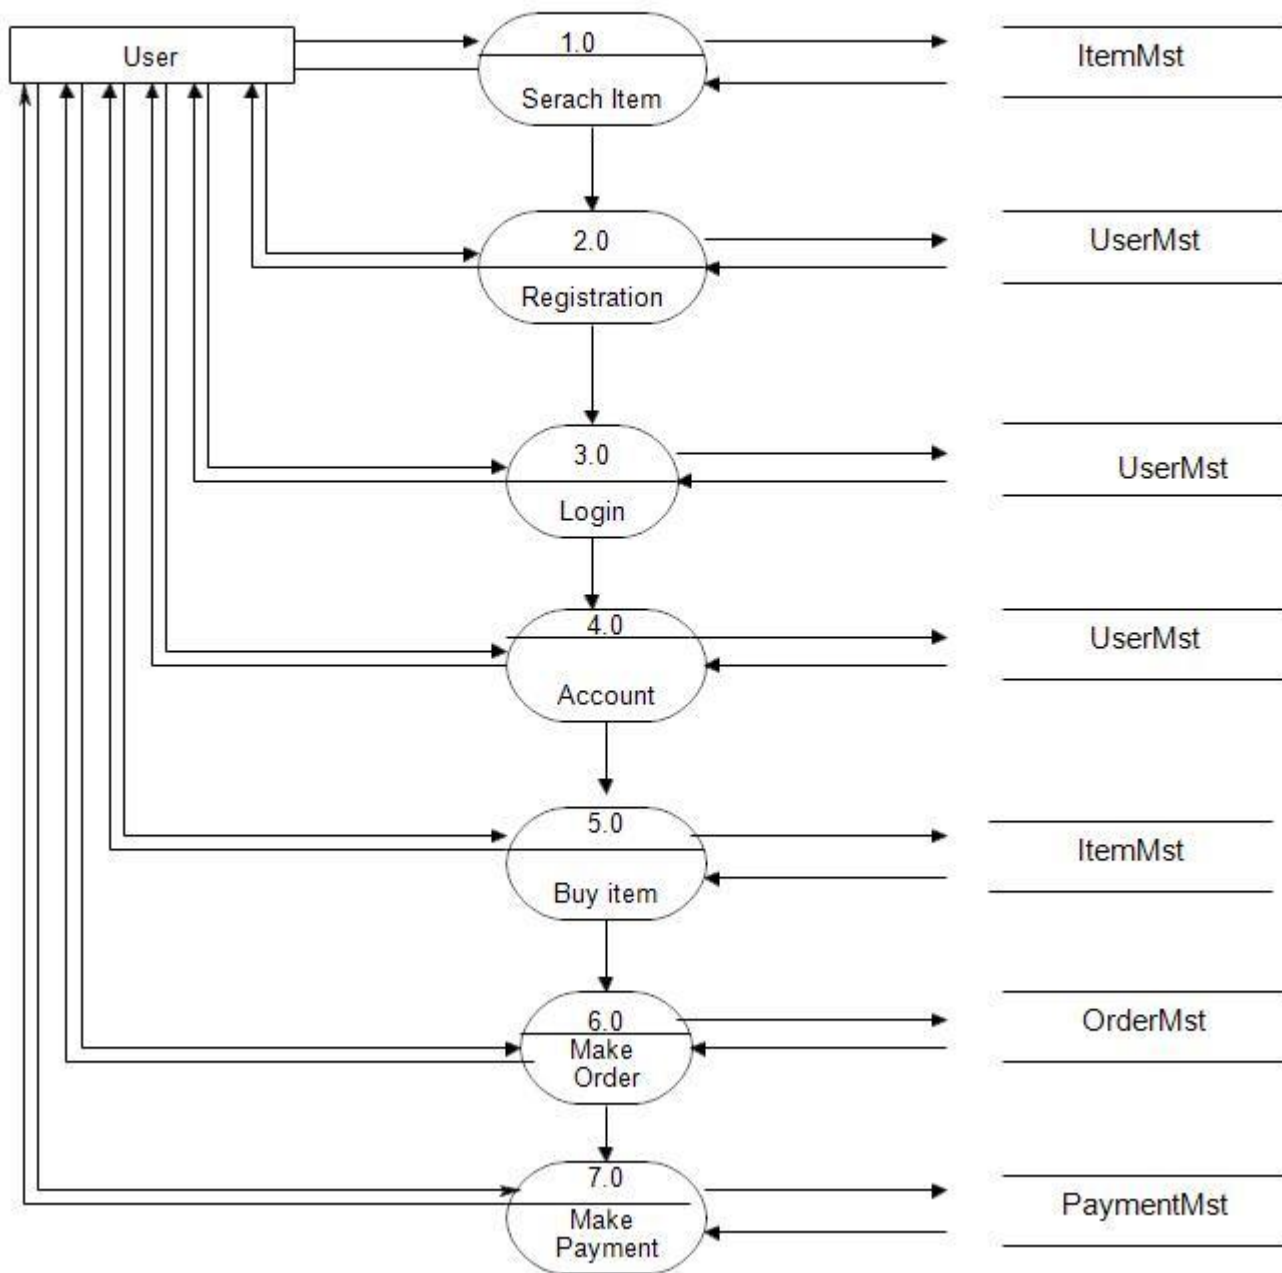 User
1.0
Serach Item
ItemMst
2.0
Registration
UserMst
3.0
Login
UserMst
4.0
Account
UserMst
5.0
Buy item
ItemMst
6.0
Make
Order
OrderMst
7.0
Make
Payment
PaymentMst